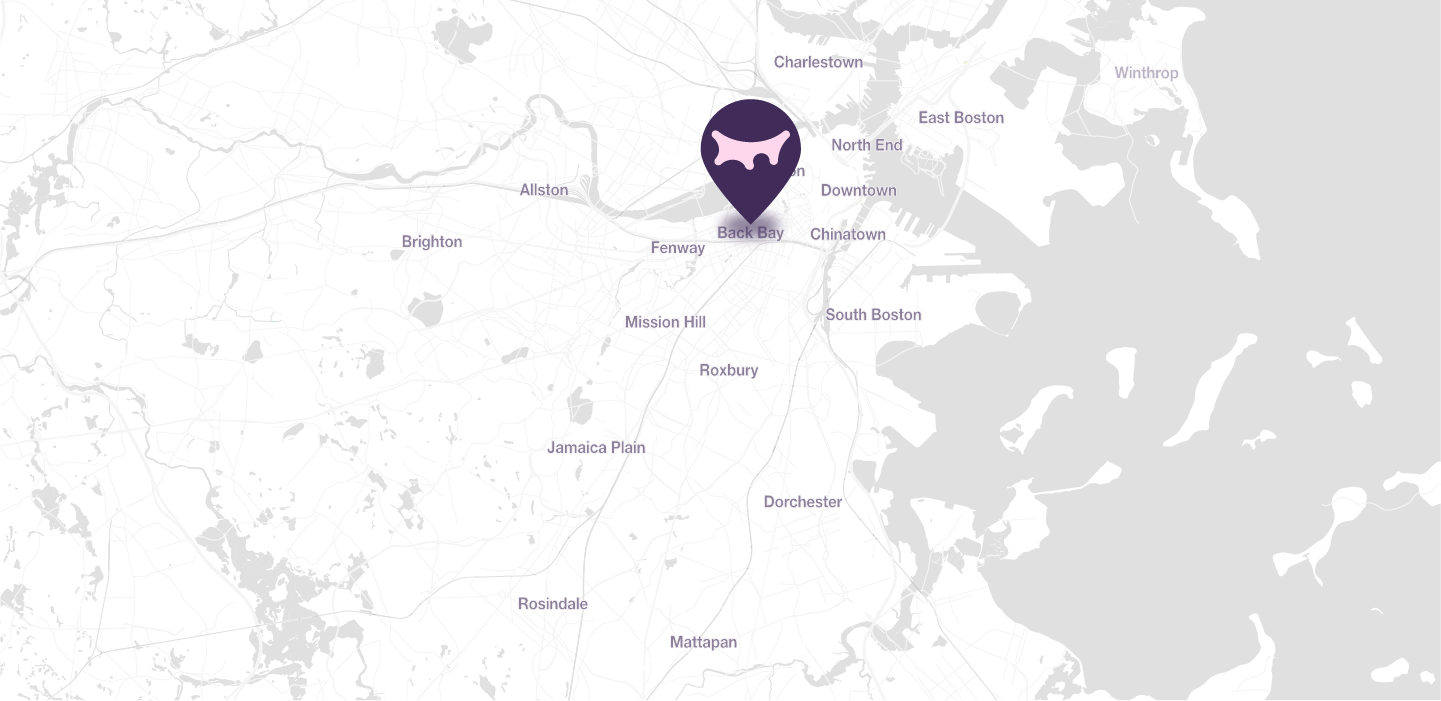 Charlestown
Winthrop
East Boston
North End
on
Allston
Downtown
Back Bay
Chinatown
Brighton
Fenway
South Boston
Mission Hill
Roxbury
Jamaica Plain
Dorchester
Rosindale
Mattapan